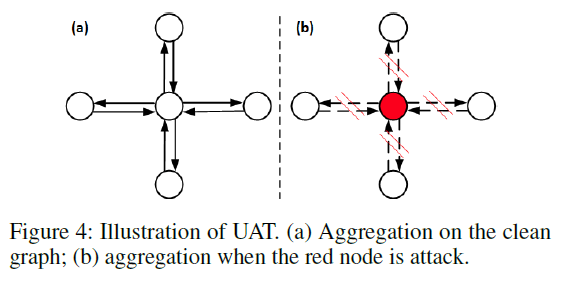 (a)
(b)
Figure 4: Illustration of UAT. (a) Aggregation on the clean
graph; (b) aggregation when the red node is attack.